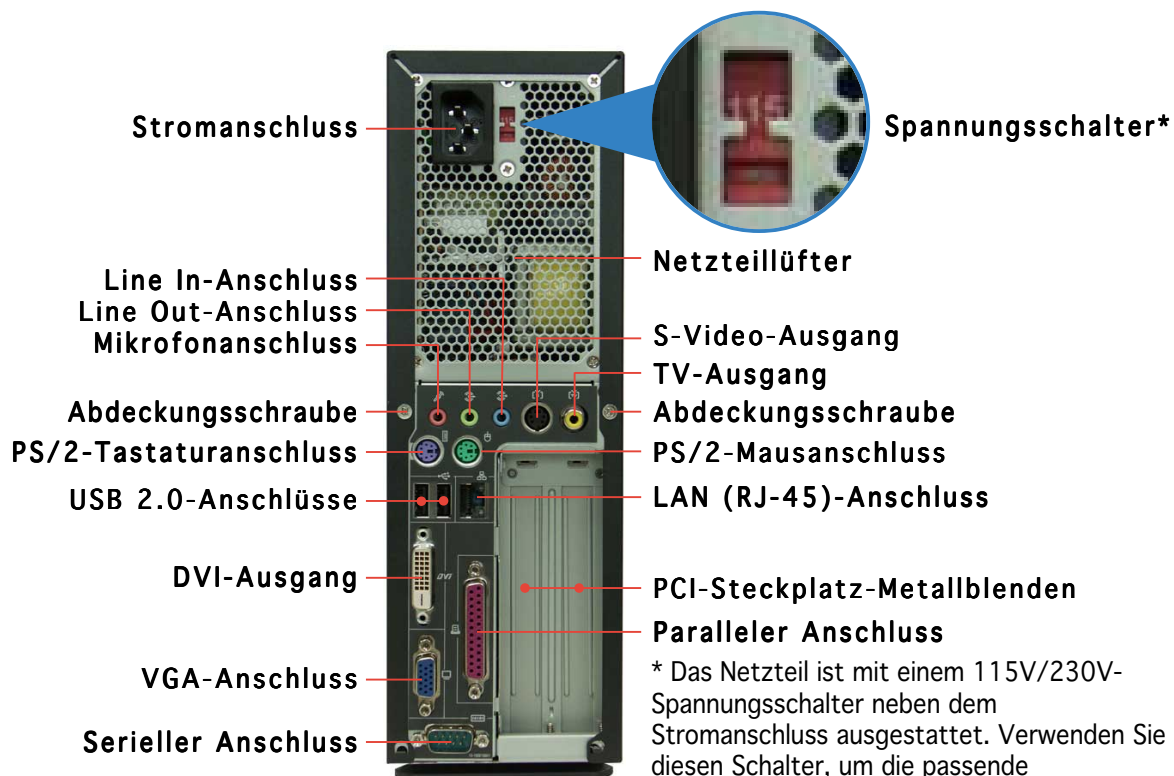 Stromanschluss
115
115
Spannungsschalter*
Netzteillüfter
Line In-Anschluss
Line Out-Anschluss
Mikrofonanschluss
S-Video-Ausgang
TV-Ausgang
Abdeckungsschraube
Abdeckungsschraube
PS/2-Tastaturanschluss
PS/2-Mausanschluss
USB 2.0-Anschlüsse
LAN (RJ-45)-Anschluss
DVI-Ausgang
DVI
PCI-Steckplatz-Metallblenden
Paralleler Anschluss
VGA-Anschluss
Serieller Anschluss
* Das Netzteil ist mit einem 115V/230V-
Spannungsschalter neben dem
Stromanschluss ausgestattet. Verwenden Sie
diesen Schalter, um die passende